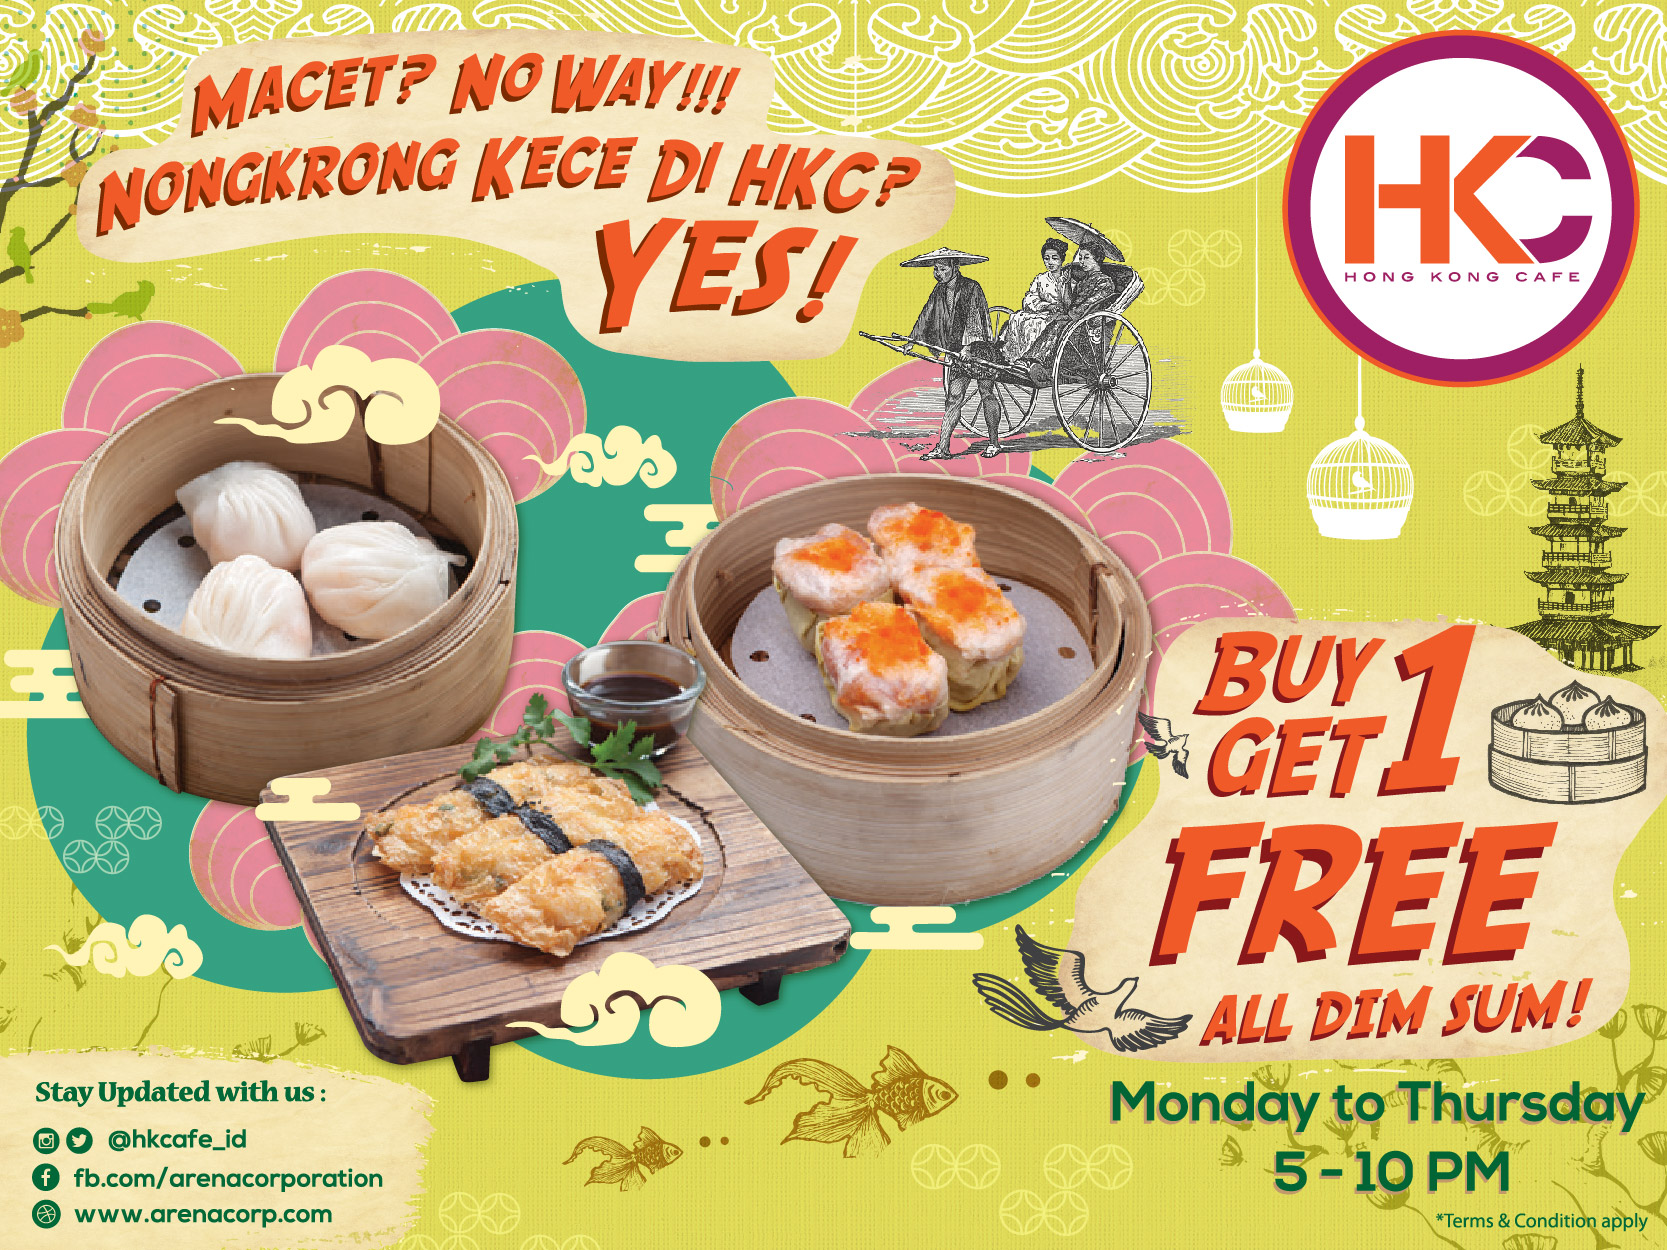 MACET? NO WAY!!!
NONGKRONG KECE DI HKC?
YES!
HKC
HONG KONG CAFE
BUY 1
GET
FREE
ALL DIM SUM!
Monday to Thursday
5 - 10 PM
*Terms & Condition apply
Stay Updated with us :
@hkcafe_id
fb.com/arenacorporation
www.arenacorp.com